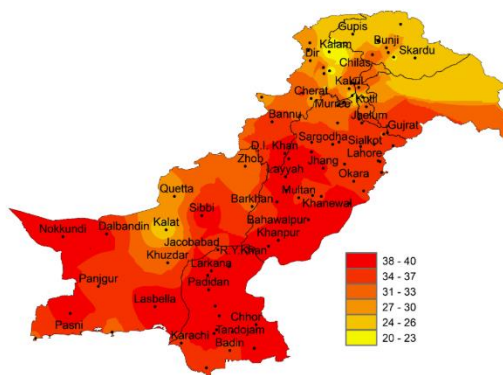 Gupis
Bunji
Kalam
Skardu
Dir
Chilas
Kakul
Cherat
Murree
Kotli
Bannu
Jhelum
Gujrat
Sargodha
Sialkot
D.I. Khan
Lahore
Zhob
Jhang
Layyah
Okara
Quetta
Multan
Barkhan
Khanewal
Sibbi
Kalat
Bahawalpur
Nokkundi
Dalbandin
Khanpur
Jacobabad
R.Y.Khan
Khuzdar
Larkana
Panjgur
Padidan
Lasbella
Pasni
Chhor
Tandojam
Karachi
Badin
38 - 40
34 - 37
31 - 33
27 - 30
24 - 26
20 - 23